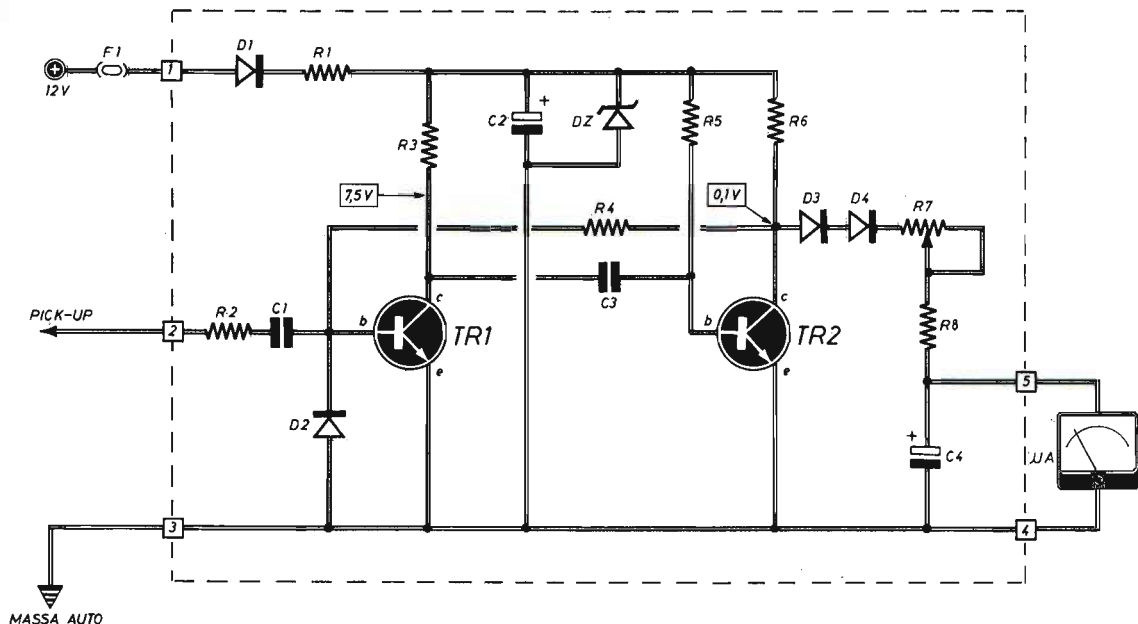 F1
12V
1
D1
R1
R3
C2
+
DZ
R5
R6
7,5V
0,1V
R4
D3
D4
R7
C3
PICK-UP
2
R2
C1
b
c
e
TR1
b
c
e
TR2
R8
5
D2
+
C4
µA
3
4
MASSA AUTO